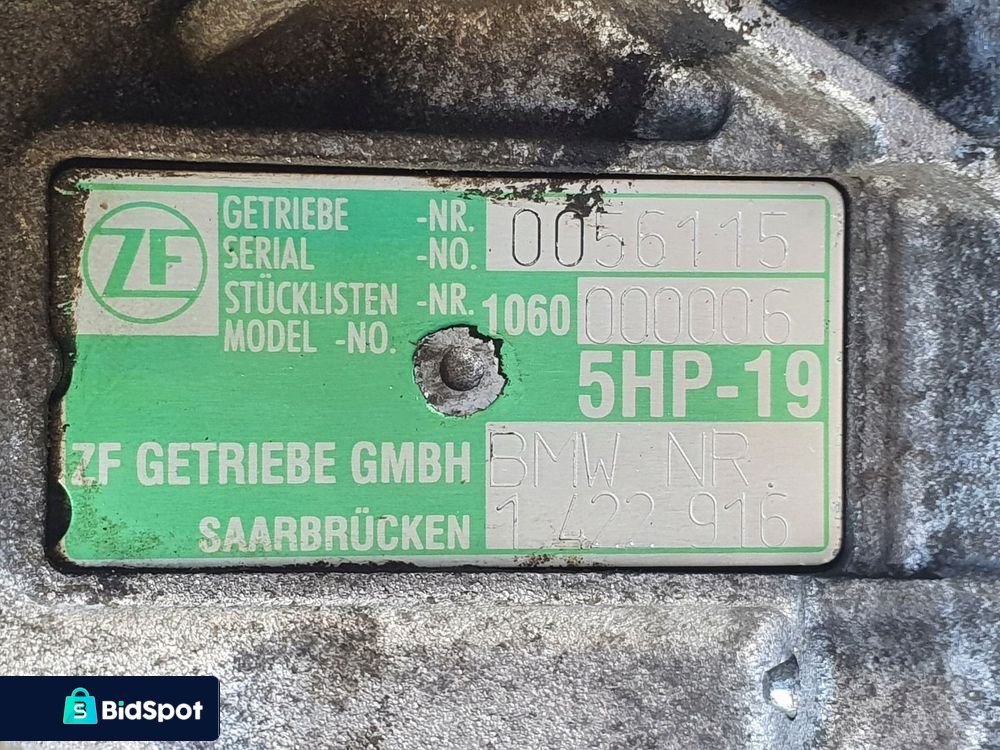 ZF
GETRIEBE -NR. 0056115
SERIAL -NO.
STÜCKLISTEN -NR. 1060 000006
MODEL -NO.
5HP-19
ZF GETRIEBE GMBH BMW NR.
SAARBRÜCKEN 1 422 916
BidSpot